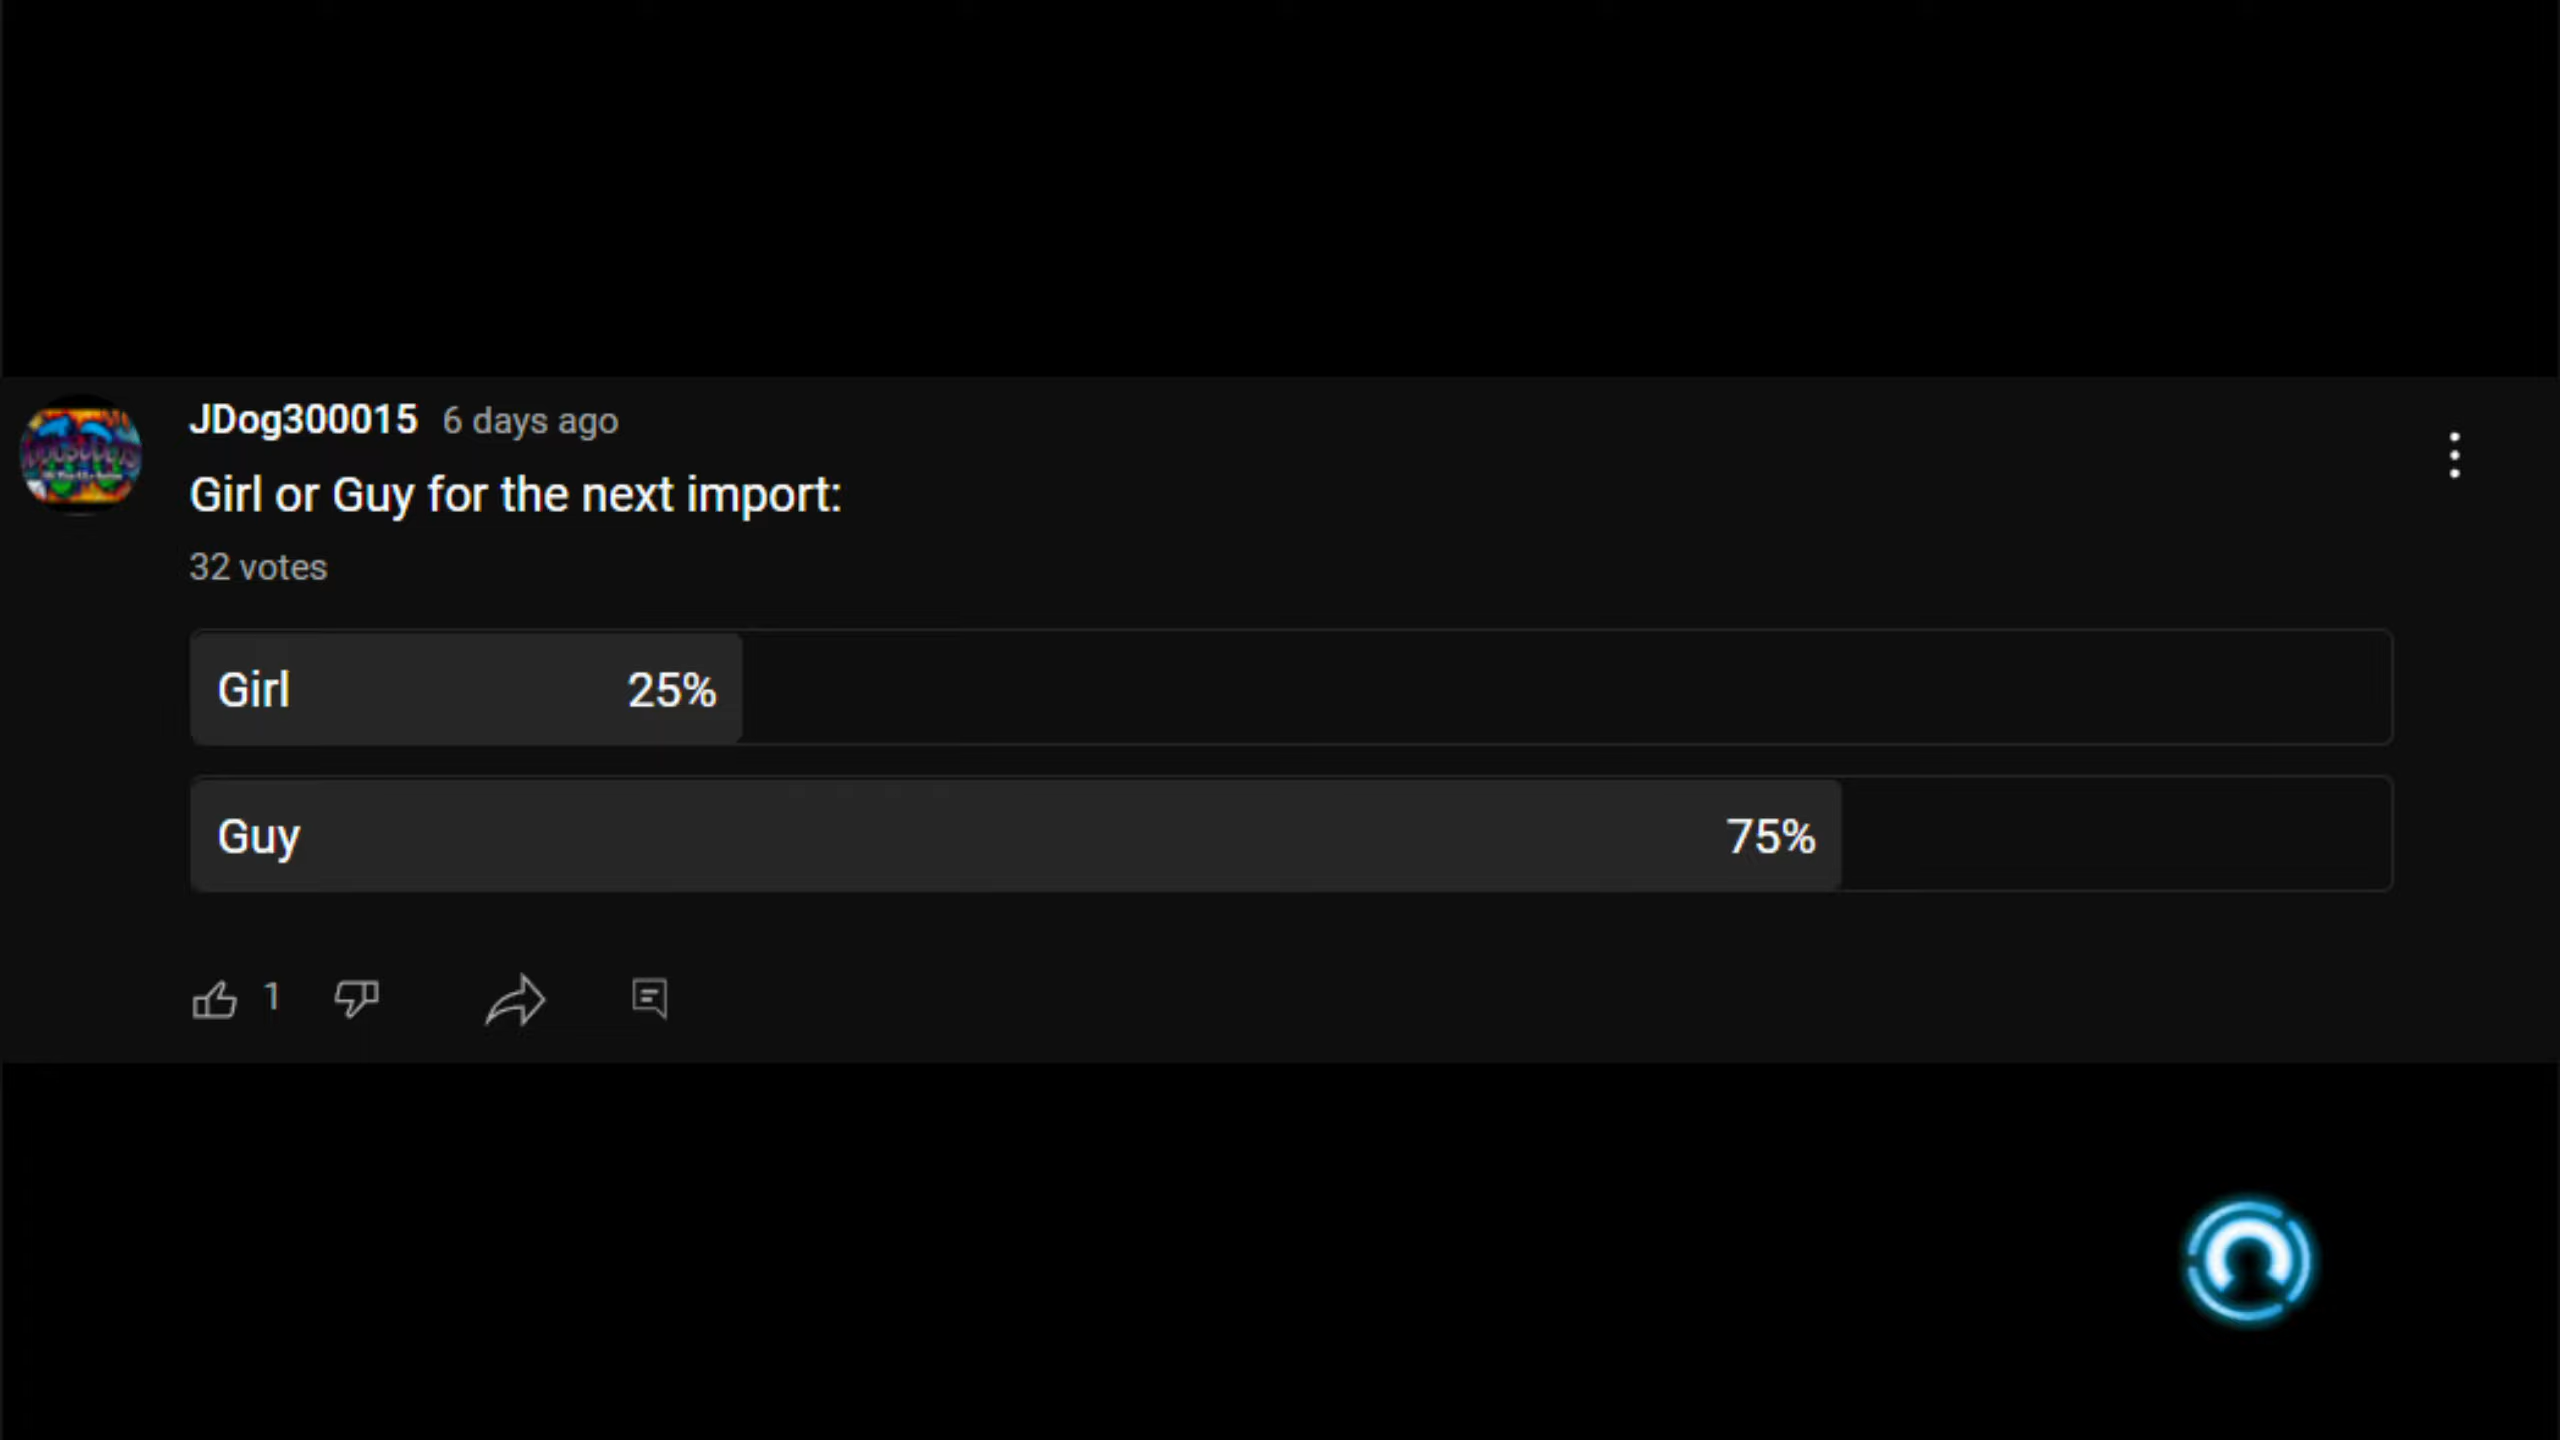 JDog300015 6 days ago
Girl or Guy for the next import:
32 votes
Girl 25%
Guy 75%
1